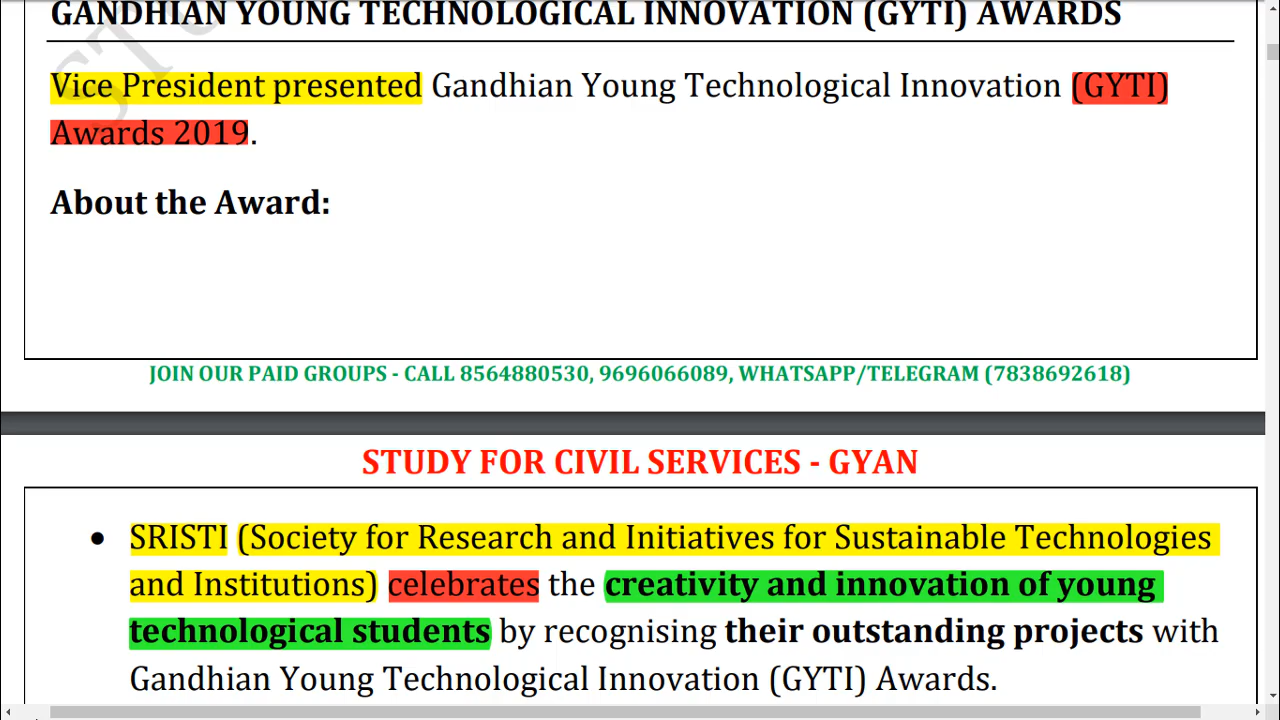 GANDHIAN YOUNG TECHNOLOGICAL INNOVATION (GYTI) AWARDS
Vice President presented Gandhian Young Technological Innovation (GYTI)
Awards 2019.
About the Award:
JOIN OUR PAID GROUPS - CALL 8564880530, 9696066089, WHATSAPP/TELEGRAM (7838692618)
STUDY FOR CIVIL SERVICES - GYAN
• SRISTI (Society for Research and Initiatives for Sustainable Technologies
and Institutions) celebrates the creativity and innovation of young
technological students by recognising their outstanding projects with
Gandhian Young Technological Innovation (GYTI) Awards.